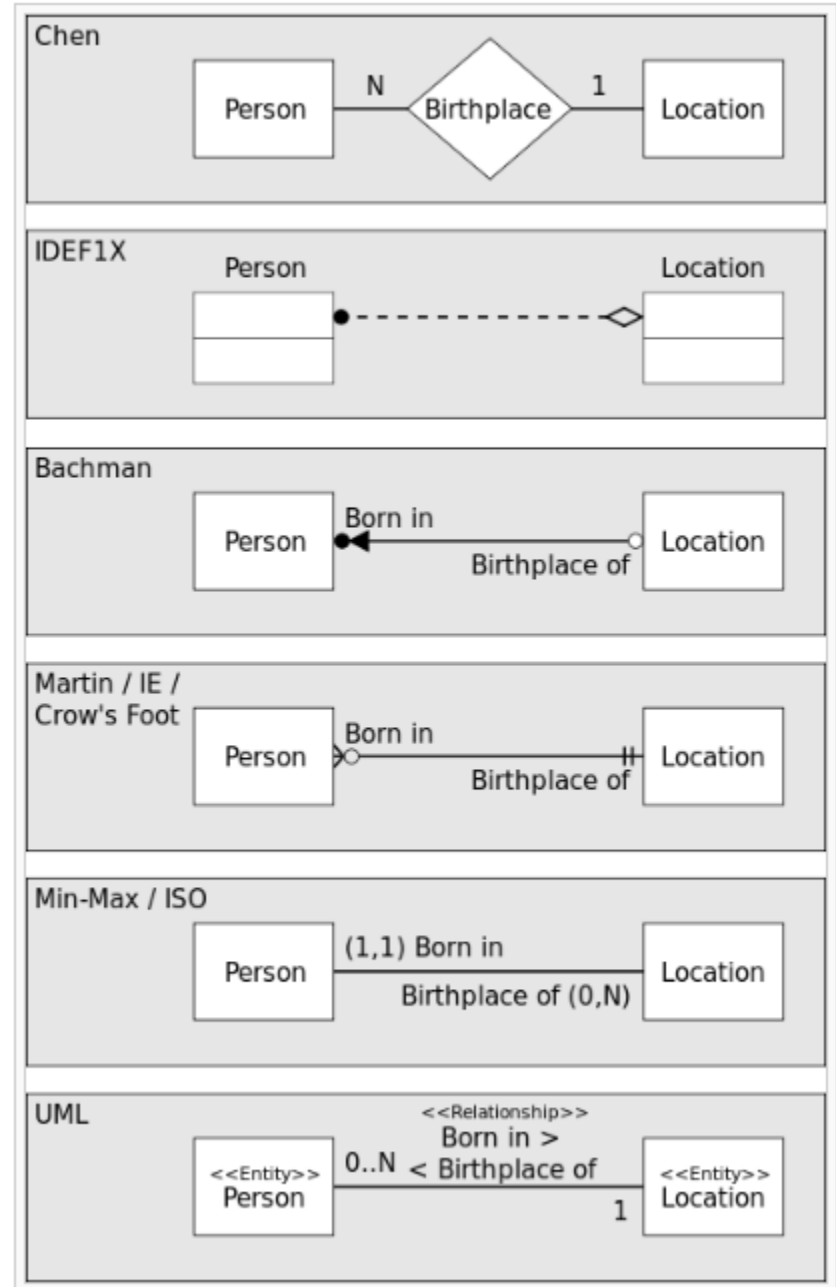 Chen
Person
N
Birthplace
1
Location
IDEF1X
Person
Location
Bachman
Person
Born in
Birthplace of
Location
Martin / IE /
Crow's Foot
Person
Born in
Birthplace of
Location
Min-Max / ISO
Person
(1,1) Born in
Birthplace of (0,N)
Location
UML
<<Entity>>
Person
0..N
<<Relationship>>
Born in >
< Birthplace of
1
<<Entity>>
Location